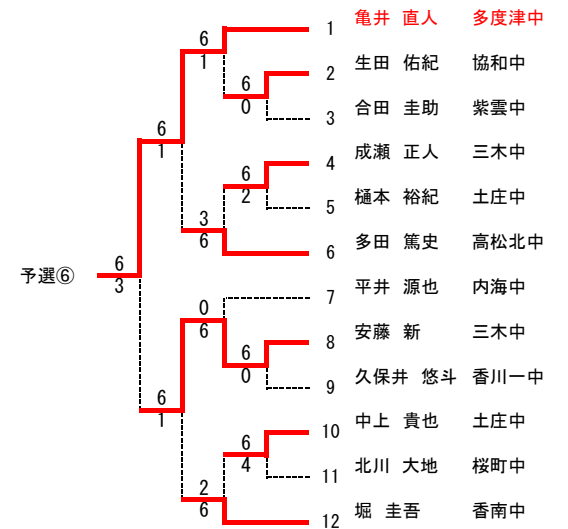 1 亀井 直人 多度津中
6
1
2 生田 佑紀 協和中
6
0
3 合田 圭助 紫雲中
6
1
4 成瀬 正人 三木中
6
2
5 樋本 裕紀 土庄中
3
6
6 多田 篤史 高松北中
予選⑥
6
3
7 平井 源也 内海中
0
6
8 安藤 新 三木中
6
0
9 久保井 悠斗 香川一中
6
1
10 中上 貴也 土庄中
6
4
11 北川 大地 桜町中
2
6
12 堀 圭吾 香南中